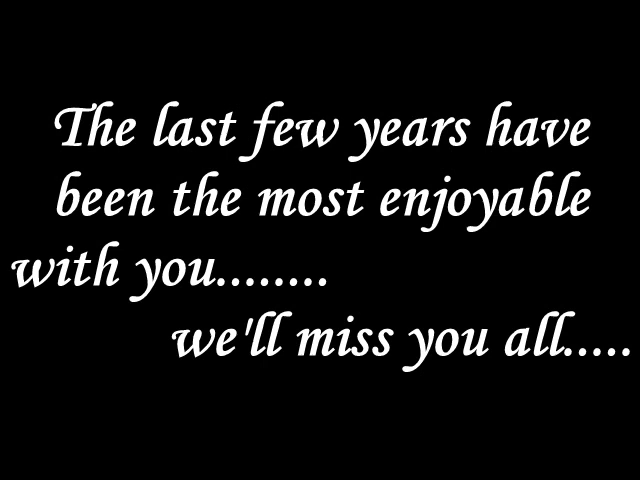 The last few years have
been the most enjoyable
with you........
we'll miss you all.....